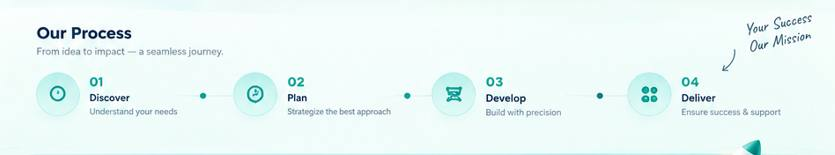 Our Process
From idea to impact — a seamless journey.
Your Success
Our Mission
01
Discover
Understand your needs
02
Plan
Strategize the best approach
03
Develop
Build with precision
04
Deliver
Ensure success & support